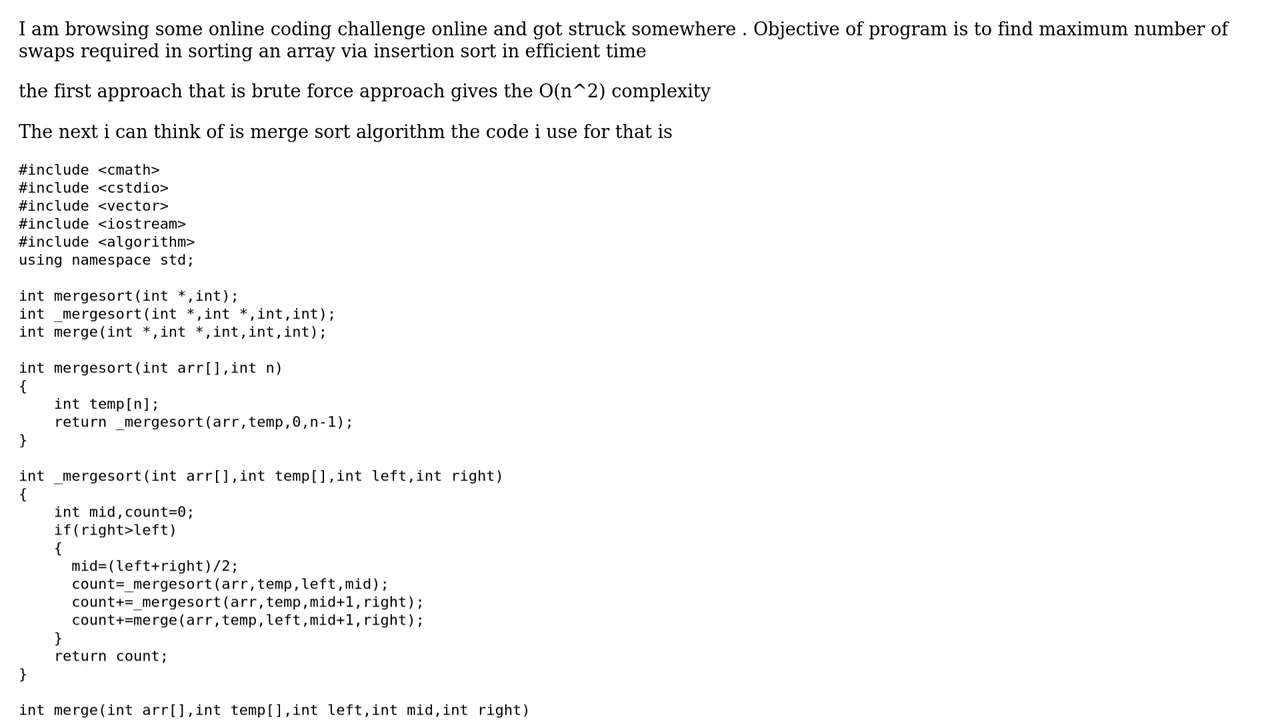 I am browsing some online coding challenge online and got struck somewhere . Objective of program is to find maximum number of
swaps required in sorting an array via insertion sort in efficient time
the first approach that is brute force approach gives the O(n^2) complexity
The next i can think of is merge sort algorithm the code i use for that is
#include <cmath>
#include <cstdio>
#include <vector>
#include <iostream>
#include <algorithm>
using namespace std;

int mergesort(int *,int);
int _mergesort(int *,int *,int,int);
int merge(int *,int *,int,int,int);

int mergesort(int arr[],int n)
{
    int temp[n];
    return _mergesort(arr,temp,0,n-1);
}

int _mergesort(int arr[],int temp[],int left,int right)
{
    int mid,count=0;
    if(right>left)
    {
      mid=(left+right)/2;
      count=_mergesort(arr,temp,left,mid);
      count+=_mergesort(arr,temp,mid+1,right);
      count+=merge(arr,temp,left,mid+1,right);
    }
    return count;
}

int merge(int arr[],int temp[],int left,int mid,int right)